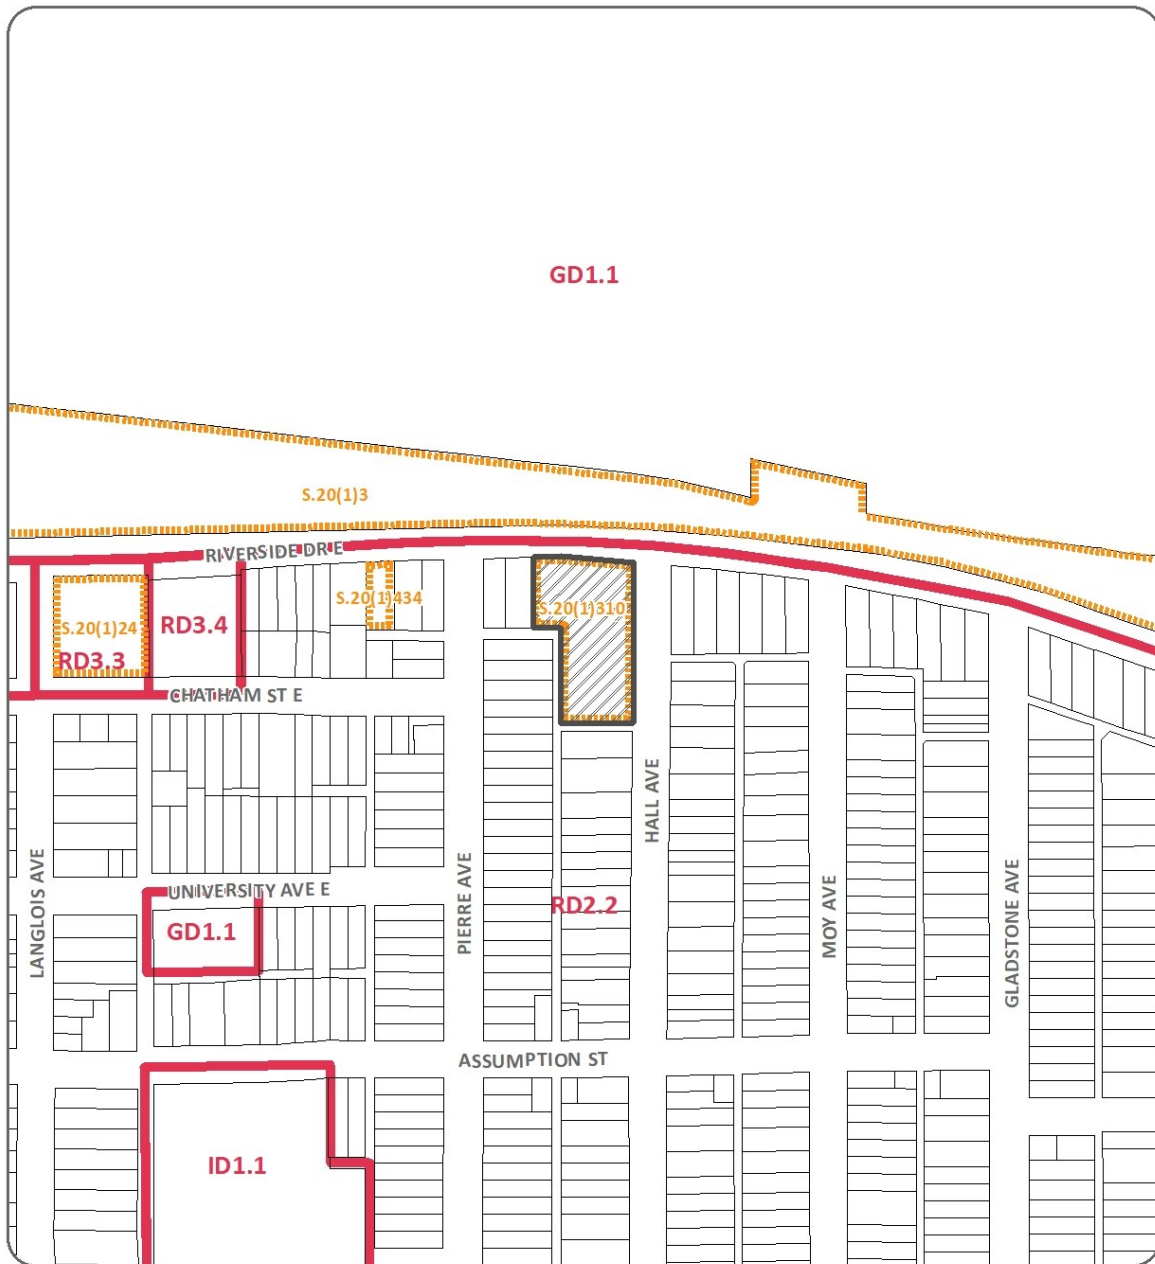 GD1.1
S.20(1)3
RIVERSIDE DR E
S.20(1)434
S.20(1)310
S.20(1)24
RD3.4
RD3.3
CHATHAM ST E
HALL AVE
LANGLOIS AVE
UNIVERSITY AVE E
PIERRE AVE
RD2.2
MOY AVE
GLADSTONE AVE
GD1.1
ASSUMPTION ST
ID1.1